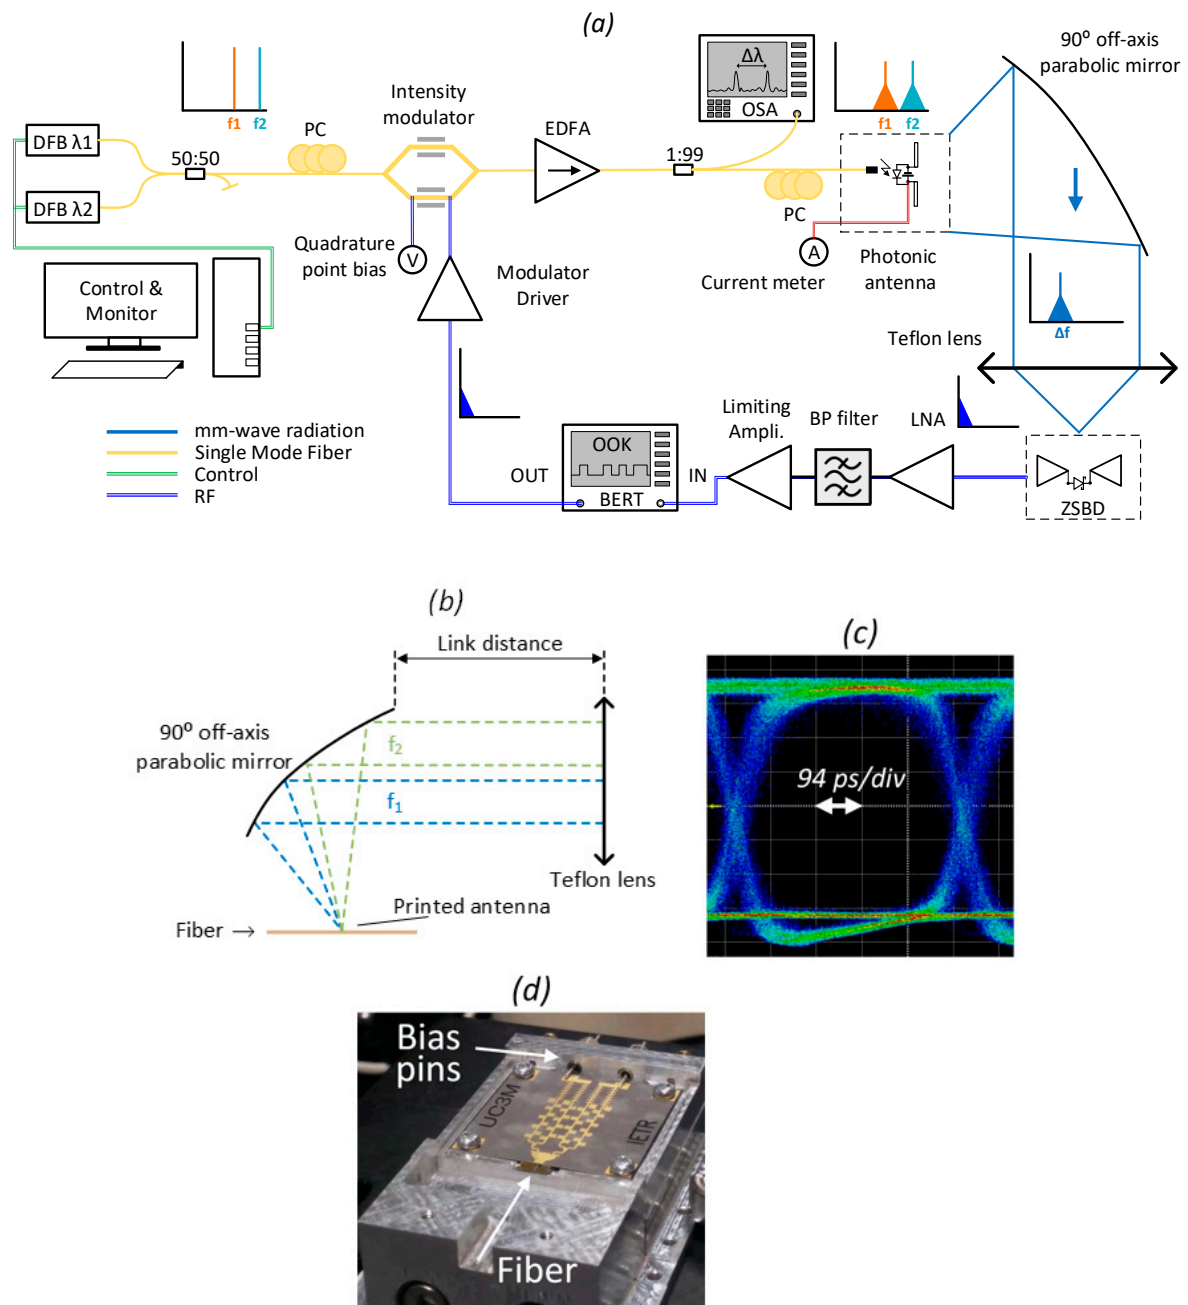 (a)
90º off-axis
parabolic mirror
f1 f2
Intensity
modulator
Δλ
OSA
f1 f2
DFB λ1
50:50
PC
EDFA
1:99
DFB λ2
PC
Quadrature
point bias
V
A
Current meter
Photonic
antenna
Modulator
Driver
Control &
Monitor
Δf
Teflon lens
mm-wave radiation
Single Mode Fiber
Control
RF
OUT
OOK
BERT
IN
Limiting
Ampli.
BP filter
LNA
ZSBD
(b)
Link distance
90º off-axis
parabolic mirror
f2
f1
Teflon lens
Printed antenna
Fiber →
(c)
94 ps/div
(d)
Bias
pins
UC3M
IETR
Fiber